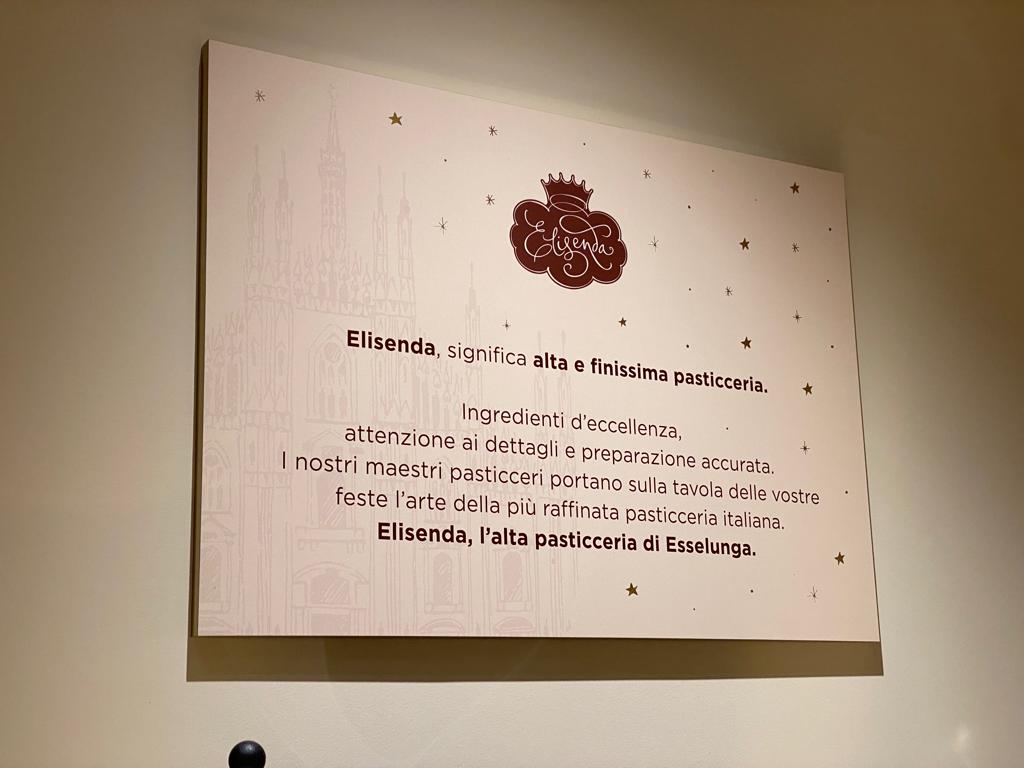 Elisenda
Elisenda, significa alta e finissima pasticceria.
Ingredienti d'eccellenza,
attenzione ai dettagli e preparazione accurata.
I nostri maestri pasticceri portano sulla tavola delle vostre
feste l'arte della più raffinata pasticceria italiana.
Elisenda, l'alta pasticceria di Esselunga.